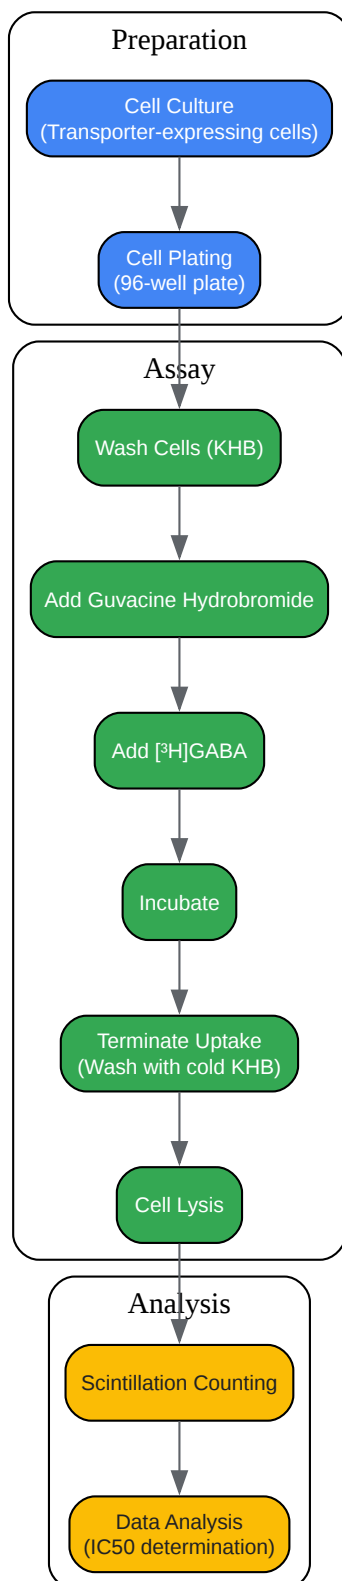 Preparation
Cell Culture
(Transporter-expressing cells)
Cell Plating
(96-well plate)
Assay
Wash Cells (KHB)
Add Guvacine Hydrobromide
Add [³H]GABA
Incubate
Terminate Uptake
(Wash with cold KHB)
Cell Lysis
Analysis
Scintillation Counting
Data Analysis
(IC50 determination)